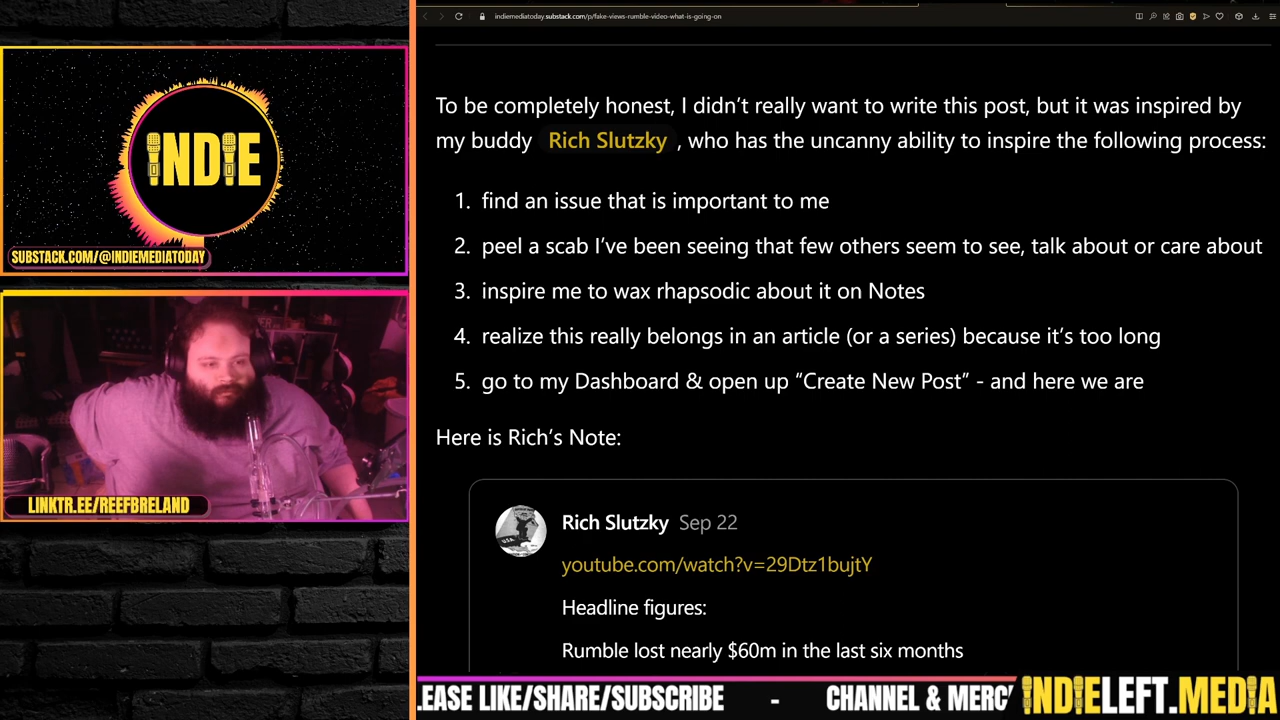 indiemediatoday.substack.com/p/fake-views-rumble-video-what-is-going-on
INDIE
SUBSTACK.COM/@INDIEMEDIATODAY
LINKTR.EE/REEFBRELAND
To be completely honest, I didn’t really want to write this post, but it was inspired by
my buddy Rich Slutzky , who has the uncanny ability to inspire the following process:
1. find an issue that is important to me
2. peel a scab I’ve been seeing that few others seem to see, talk about or care about
3. inspire me to wax rhapsodic about it on Notes
4. realize this really belongs in an article (or a series) because it’s too long
5. go to my Dashboard & open up “Create New Post” - and here we are
Here is Rich’s Note:
Rich Slutzky Sep 22
youtube.com/watch?v=29Dtz1bujtY
Headline figures:
Rumble lost nearly $60m in the last six months
.EASE LIKE/SHARE/SUBSCRIBE - CHANNEL & MERC
INDIELEFT.MEDIA